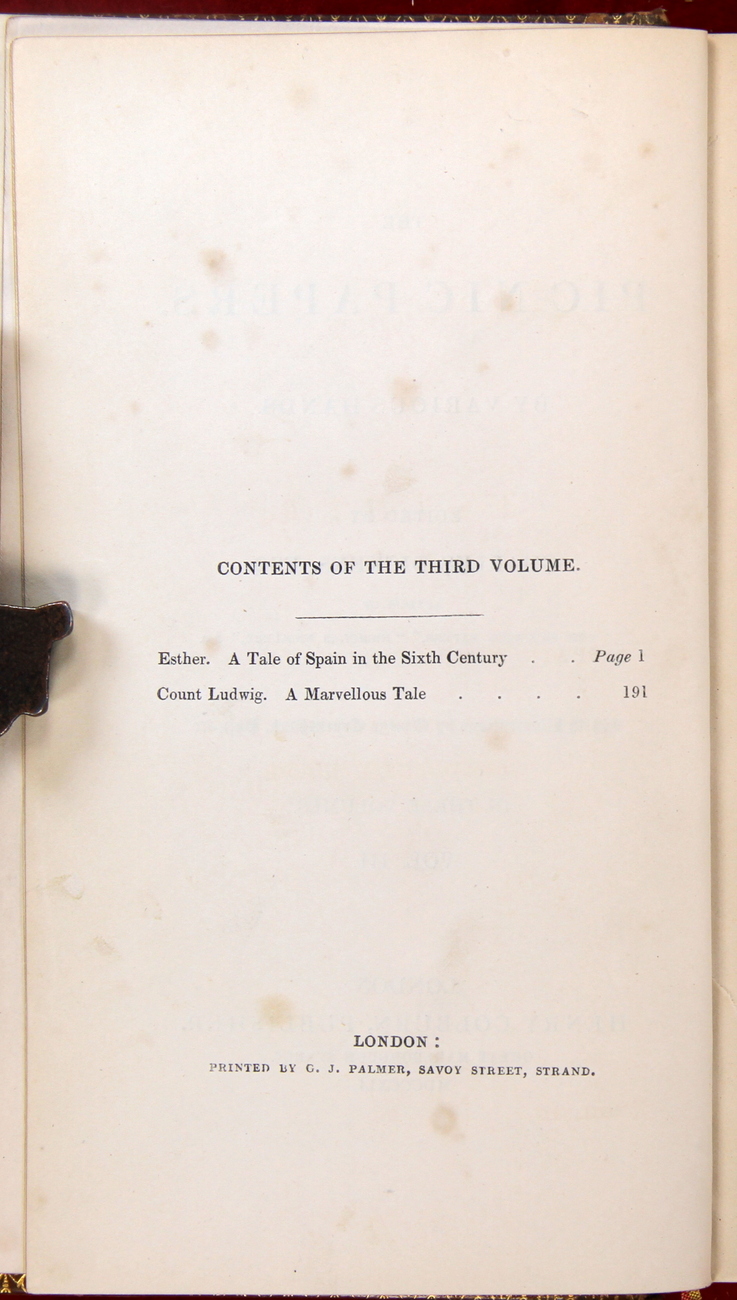 CONTENTS OF THE THIRD VOLUME.
Esther. A Tale of Spain in the Sixth Century . . Page 1
Count Ludwig. A Marvellous Tale . . . . 191
LONDON :
PRINTED BY G. J. PALMER, SAVOY STREET, STRAND.